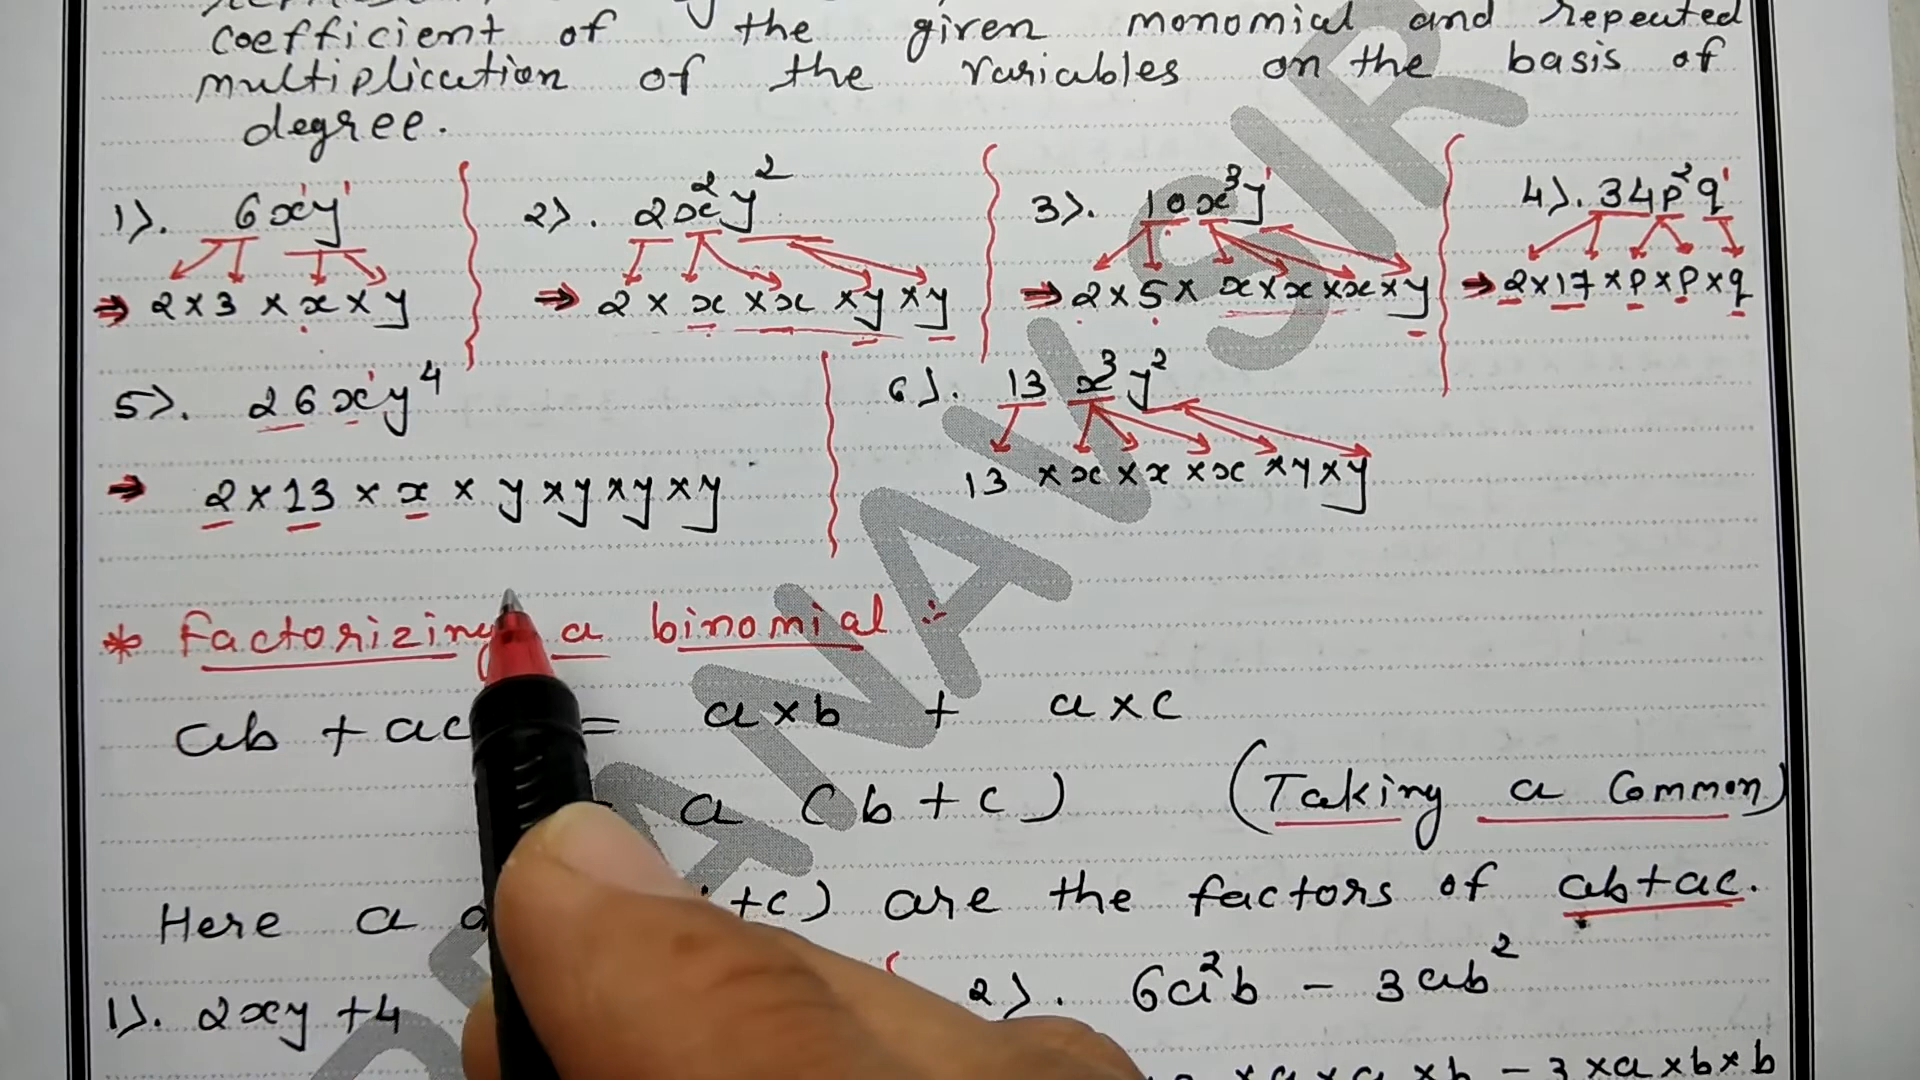 coefficient of the given monomial and repeated
multiplication of the variables on the basis of
degree.
1). 6x¹y¹
⇒ 2 × 3 × x × y
2). 2x²y²
⇒ 2 × x × x × y × y
3). 10x³y¹
⇒ 2 × 5 × x × x × x × y
4). 34p²q¹
⇒ 2 × 17 × p × p × q
5). 26x¹y⁴
⇒ 2 × 13 × x × y × y × y × y
6). 13 x³y²
13 × x × x × x × y × y
* Factorizing a binomial :-
ab + ac = a × b + a × c
a (b + c) (Taking a Common)
Here a +c) are the factors of ab+ac.
1). 2xy + 4
2). 6a²b - 3ab²
× a × a × b - 3 × a × b × b
PRANAV SIR